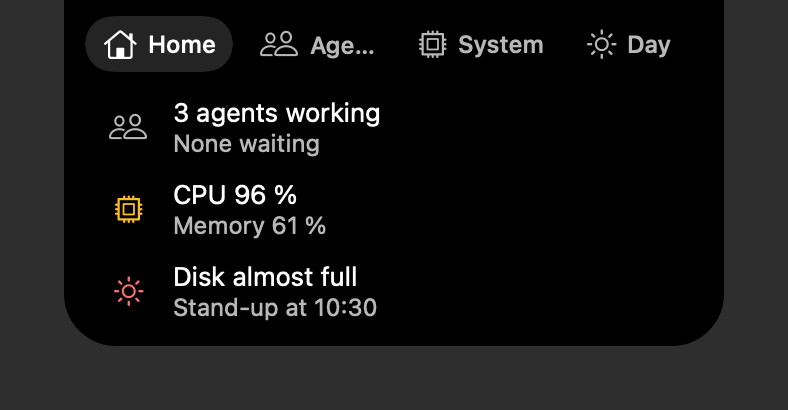 Home Age... System Day
3 agents working
None waiting
CPU 96 %
Memory 61 %
Disk almost full
Stand-up at 10:30